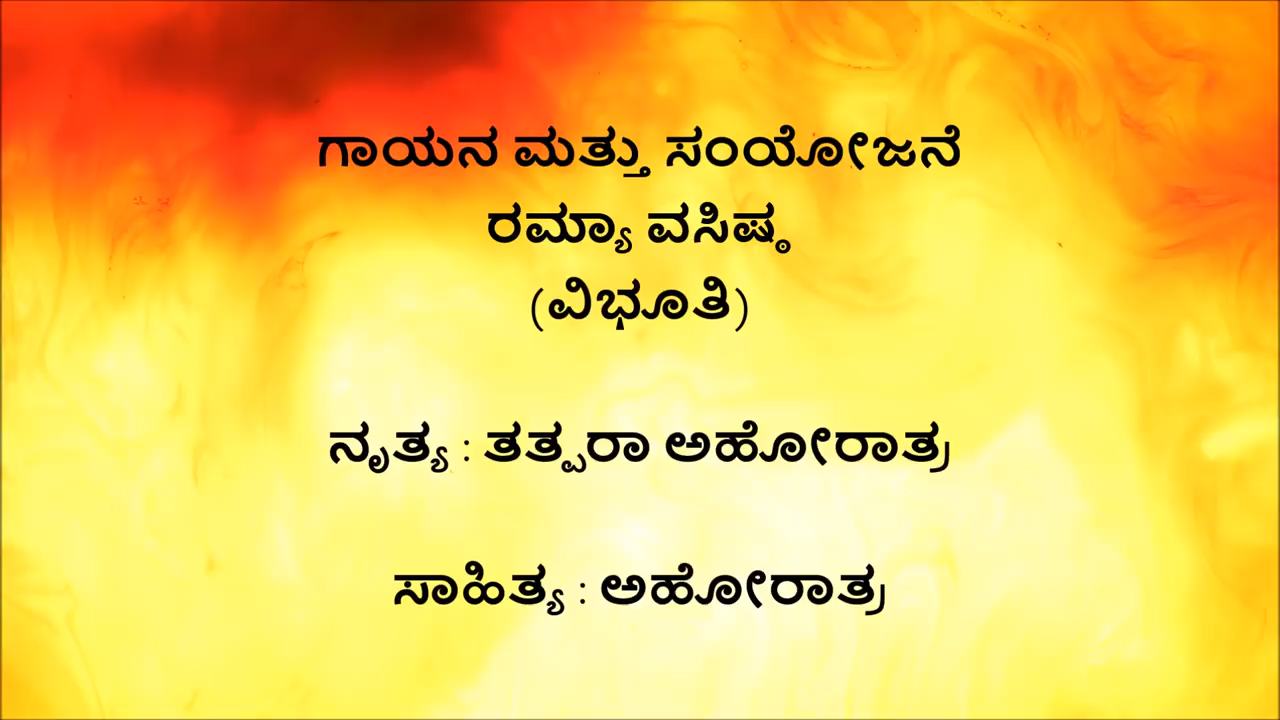 ಗಾಯನ ಮತ್ತು ಸಂಯೋಜನೆ
ರಮ್ಯಾ ವಸಿಷ್ಠ
(ವಿಭೂತಿ)
ನೃತ್ಯ : ತತ್ಪರಾ ಅಹೋರಾತ್ರ
ಸಾಹಿತ್ಯ : ಅಹೋರಾತ್ರ